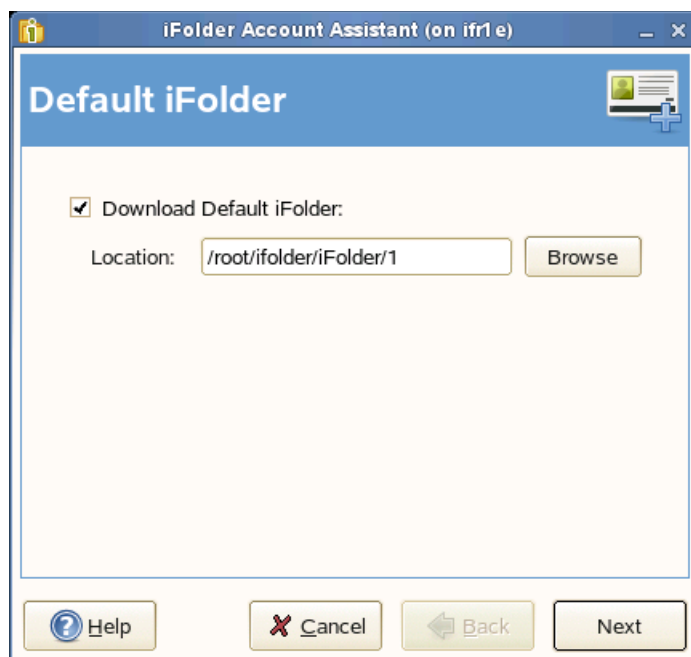 iFolder Account Assistant (on ifr1e)
Default iFolder
Download Default iFolder:
Location: /root/ifolder/iFolder/1 Browse
Help Cancel Back Next